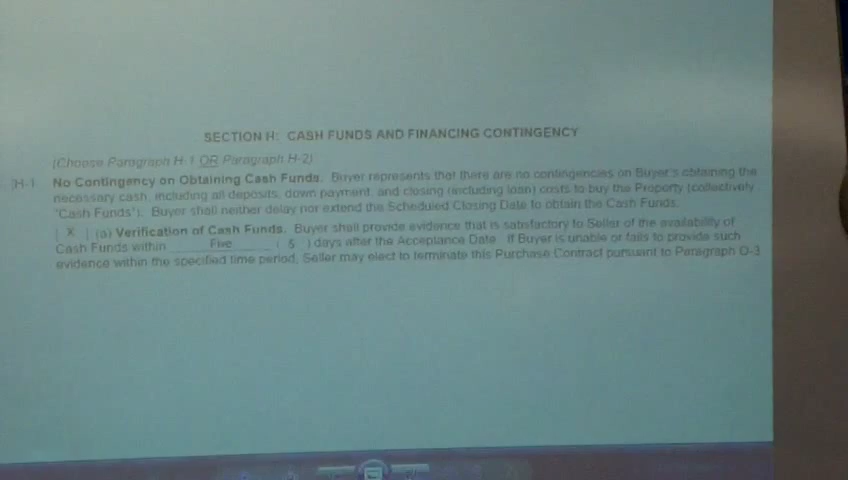 SECTION H: CASH FUNDS AND FINANCING CONTINGENCY
(Choose Paragraph H-1 OR Paragraph H-2)
H-1 No Contingency on Obtaining Cash Funds. Buyer represents that there are no contingencies on Buyer's obtaining the
necessary cash, including all deposits, down payment, and closing (excluding loan) costs to buy the Property (collectively
"Cash Funds"). Buyer shall neither delay nor extend the Scheduled Closing Date to obtain the Cash Funds.
[ X ] (a) Verification of Cash Funds. Buyer shall provide evidence that is satisfactory to Seller of the availability of
Cash Funds within Five ( 5 ) days after the Acceptance Date. If Buyer is unable or fails to provide such
evidence within the specified time period, Seller may elect to terminate this Purchase Contract pursuant to Paragraph O-3